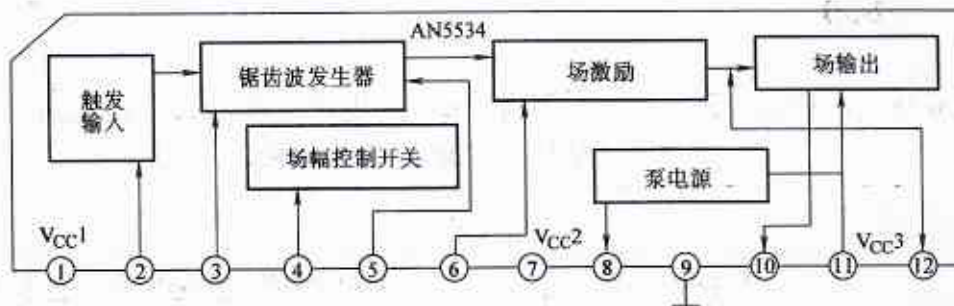 AN5534
触发
输入
锯齿波发生器
场激励
场输出
场幅控制开关
泵电源
VCC1
VCC2
VCC3
① ② ③ ④ ⑤ ⑥ ⑦ ⑧ ⑨ ⑩ ⑪ ⑫